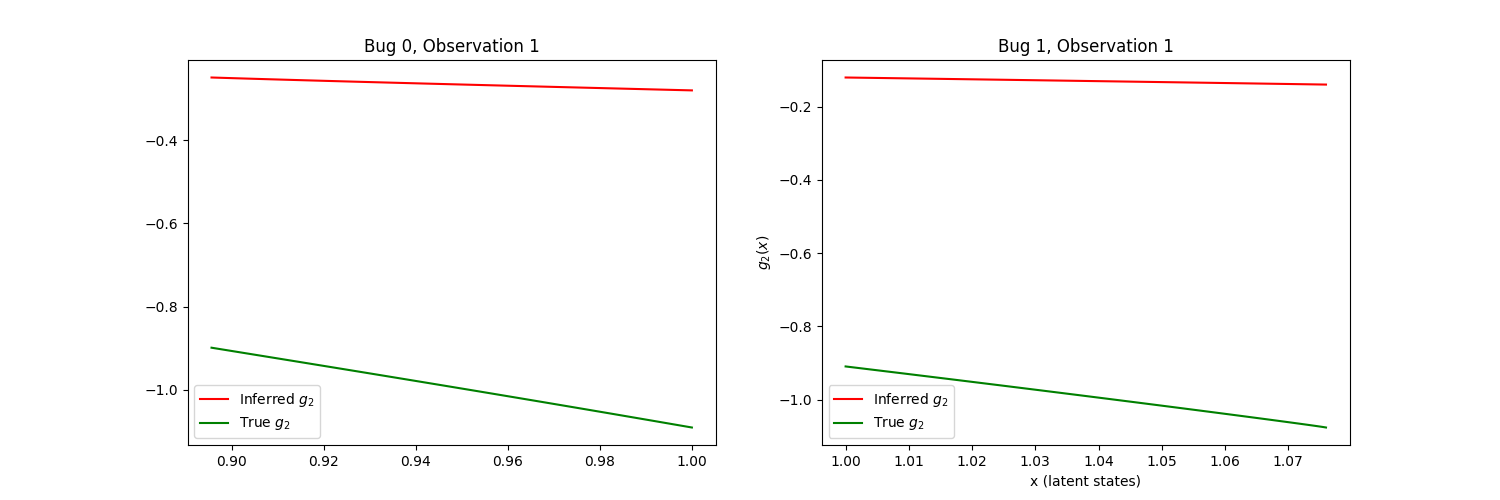 Bug 0, Observation 1
−0.4
−0.6
−0.8
−1.0
Inferred g₂
True g₂
0.90 0.92 0.94 0.96 0.98 1.00
Bug 1, Observation 1
g₂(x)
−0.2
−0.4
−0.6
−0.8
−1.0
Inferred g₂
True g₂
1.00 1.01 1.02 1.03 1.04 1.05 1.06 1.07
x (latent states)